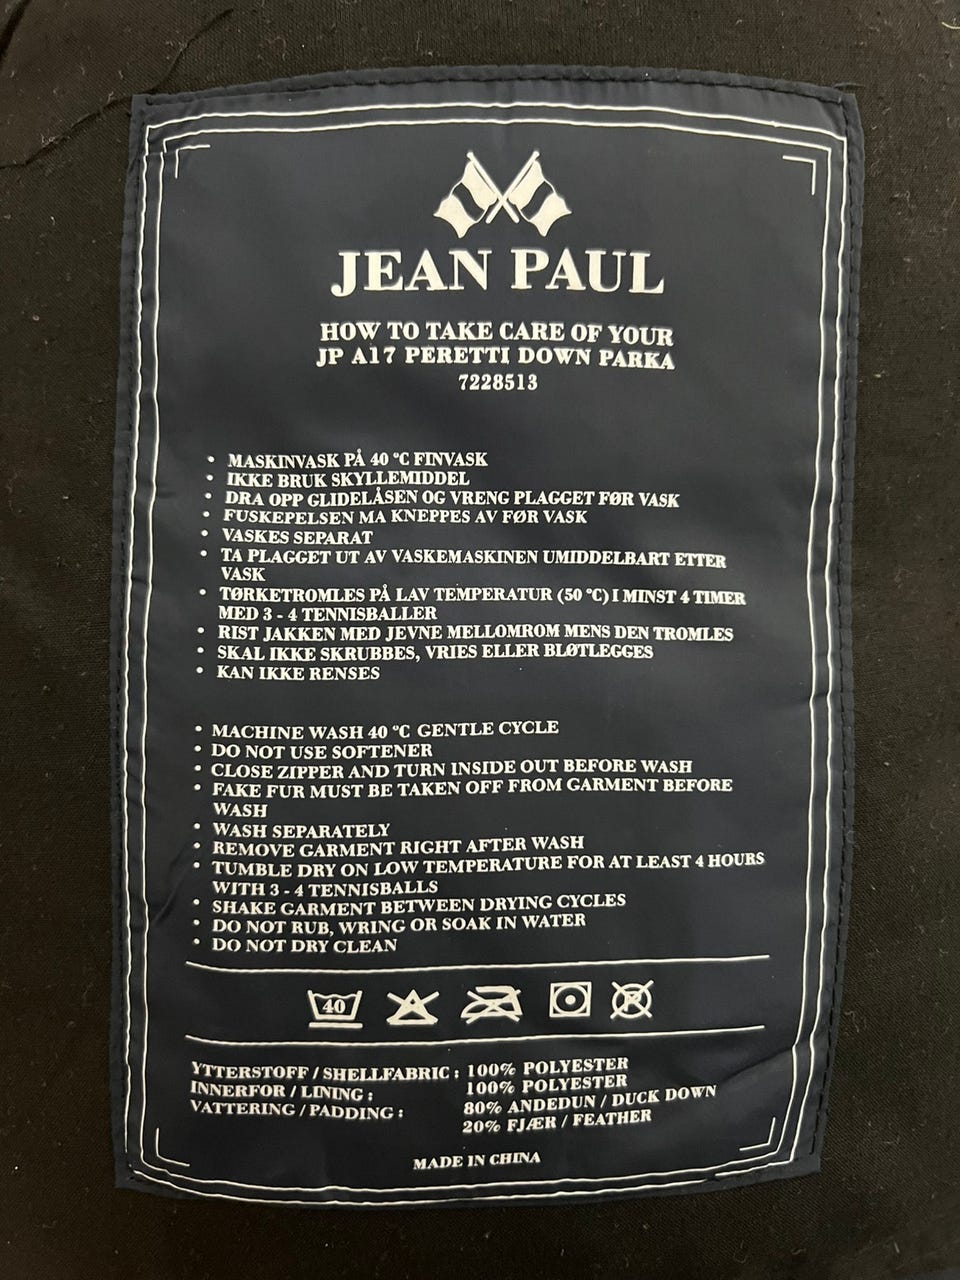 JEAN PAUL
HOW TO TAKE CARE OF YOUR
JP A17 PERETTI DOWN PARKA
7228513
• MASKINVASK PÅ 40 °C FINVASK
• IKKE BRUK SKYLLEMIDDEL
• DRA OPP GLIDELÅSEN OG VRENG PLAGGET FØR VASK
• FUSKEPELSEN MA KNEPPES AV FØR VASK
• VASKES SEPARAT
• TA PLAGGET UT AV VASKEMASKINEN UMIDDELBART ETTER
VASK
• TØRKETROMLES PÅ LAV TEMPERATUR (50 °C) I MINST 4 TIMER
MED 3 - 4 TENNISBALLER
• RIST JAKKEN MED JEVNE MELLOMROM MENS DEN TROMLES
• SKAL IKKE SKRUBBES, VRIES ELLER BLØTLEGGES
• KAN IKKE RENSES
• MACHINE WASH 40 °C GENTLE CYCLE
• DO NOT USE SOFTENER
• CLOSE ZIPPER AND TURN INSIDE OUT BEFORE WASH
• FAKE FUR MUST BE TAKEN OFF FROM GARMENT BEFORE
WASH
• WASH SEPARATELY
• REMOVE GARMENT RIGHT AFTER WASH
• TUMBLE DRY ON LOW TEMPERATURE FOR AT LEAST 4 HOURS
WITH 3 - 4 TENNISBALLS
• SHAKE GARMENT BETWEEN DRYING CYCLES
• DO NOT RUB, WRING OR SOAK IN WATER
• DO NOT DRY CLEAN
40 P
YTTERSTOFF / SHELLFABRIC : 100% POLYESTER
INNERFOR / LINING : 100% POLYESTER
VATTERING / PADDING : 80% ANDEDUN / DUCK DOWN
20% FJÆR / FEATHER
MADE IN CHINA